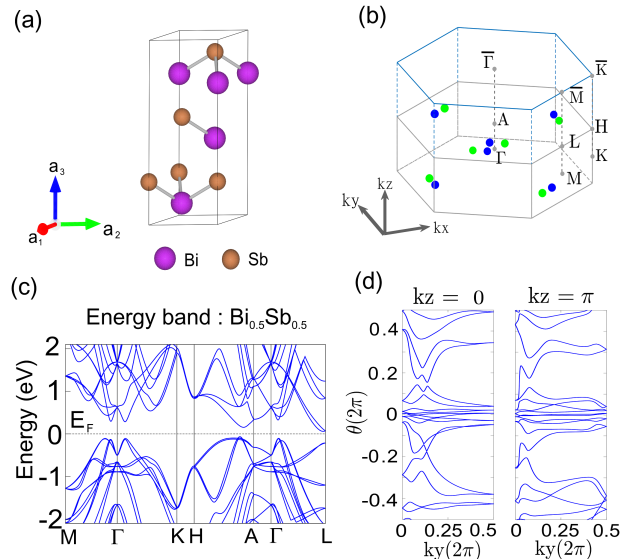 (a)
a₃
a₁
a₂
Bi
Sb
(b)
Γ̅
K̅
M̅
A
H
L
Γ
K
M
kz
ky
kx
(c)
Energy band : Bi₀.₅Sb₀.₅
Energy (eV)
2
1
0
-1
-2
E_F
M Γ K H A Γ L
(d)
kz = 0
kz = π
θ(2π)
0.4
0.2
0
-0.2
-0.4
0 0.25 0.5
0 0.25 0.5
ky(2π)
ky(2π)